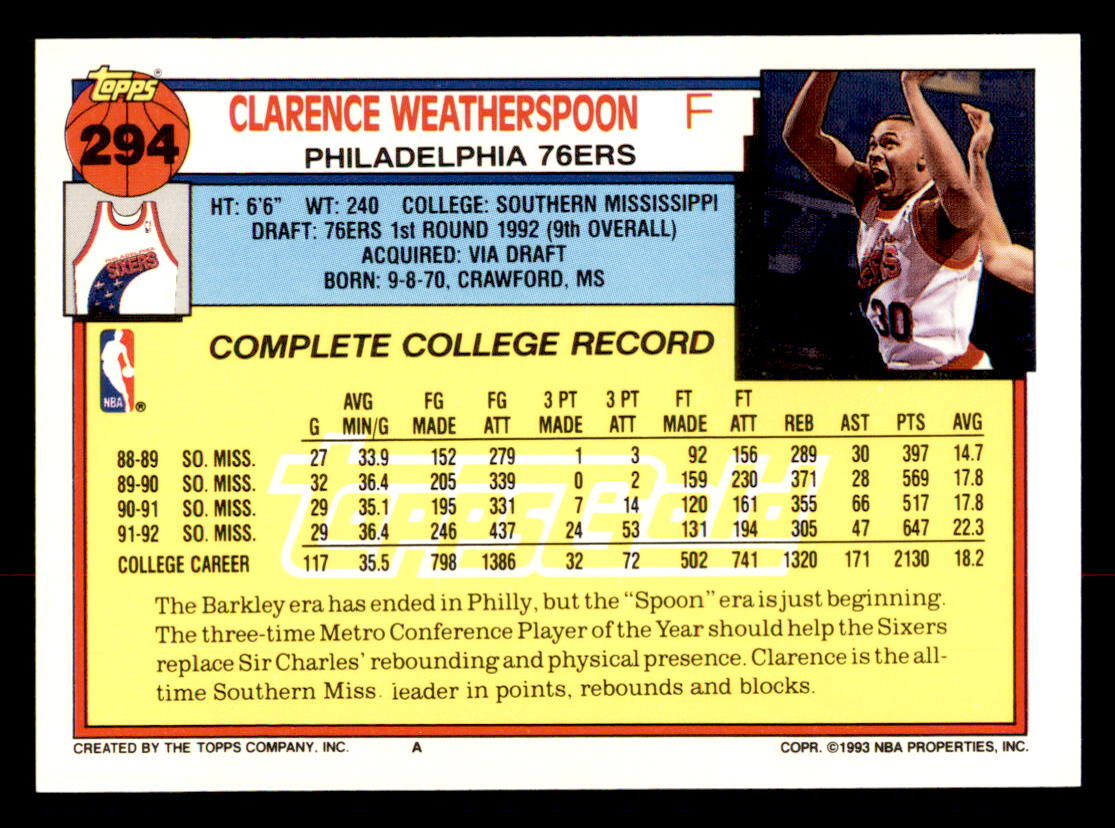 Topps®
294
CLARENCE WEATHERSPOON F
PHILADELPHIA 76ERS
HT: 6'6" WT: 240 COLLEGE: SOUTHERN MISSISSIPPI
DRAFT: 76ERS 1st ROUND 1992 (9th OVERALL)
ACQUIRED: VIA DRAFT
BORN: 9-8-70, CRAWFORD, MS
SIXERS
30
NBA ®
COMPLETE COLLEGE RECORD
AVG FG FG 3 PT 3 PT FT FT
G MIN/G MADE ATT MADE ATT MADE ATT REB AST PTS AVG
88-89 SO. MISS. 27 33.9 152 279 1 3 92 156 289 30 397 14.7
89-90 SO. MISS. 32 36.4 205 339 0 2 159 230 371 28 569 17.8
90-91 SO. MISS. 29 35.1 195 331 7 14 120 161 355 66 517 17.8
91-92 SO. MISS. 29 36.4 246 437 24 53 131 194 305 47 647 22.3
COLLEGE CAREER 117 35.5 798 1386 32 72 502 741 1320 171 2130 18.2
ToppsGold
The Barkley era has ended in Philly, but the "Spoon" era is just beginning.
The three-time Metro Conference Player of the Year should help the Sixers
replace Sir Charles' rebounding and physical presence. Clarence is the all-
time Southern Miss. leader in points, rebounds and blocks.
CREATED BY THE TOPPS COMPANY, INC. A COPR. ©1993 NBA PROPERTIES, INC.